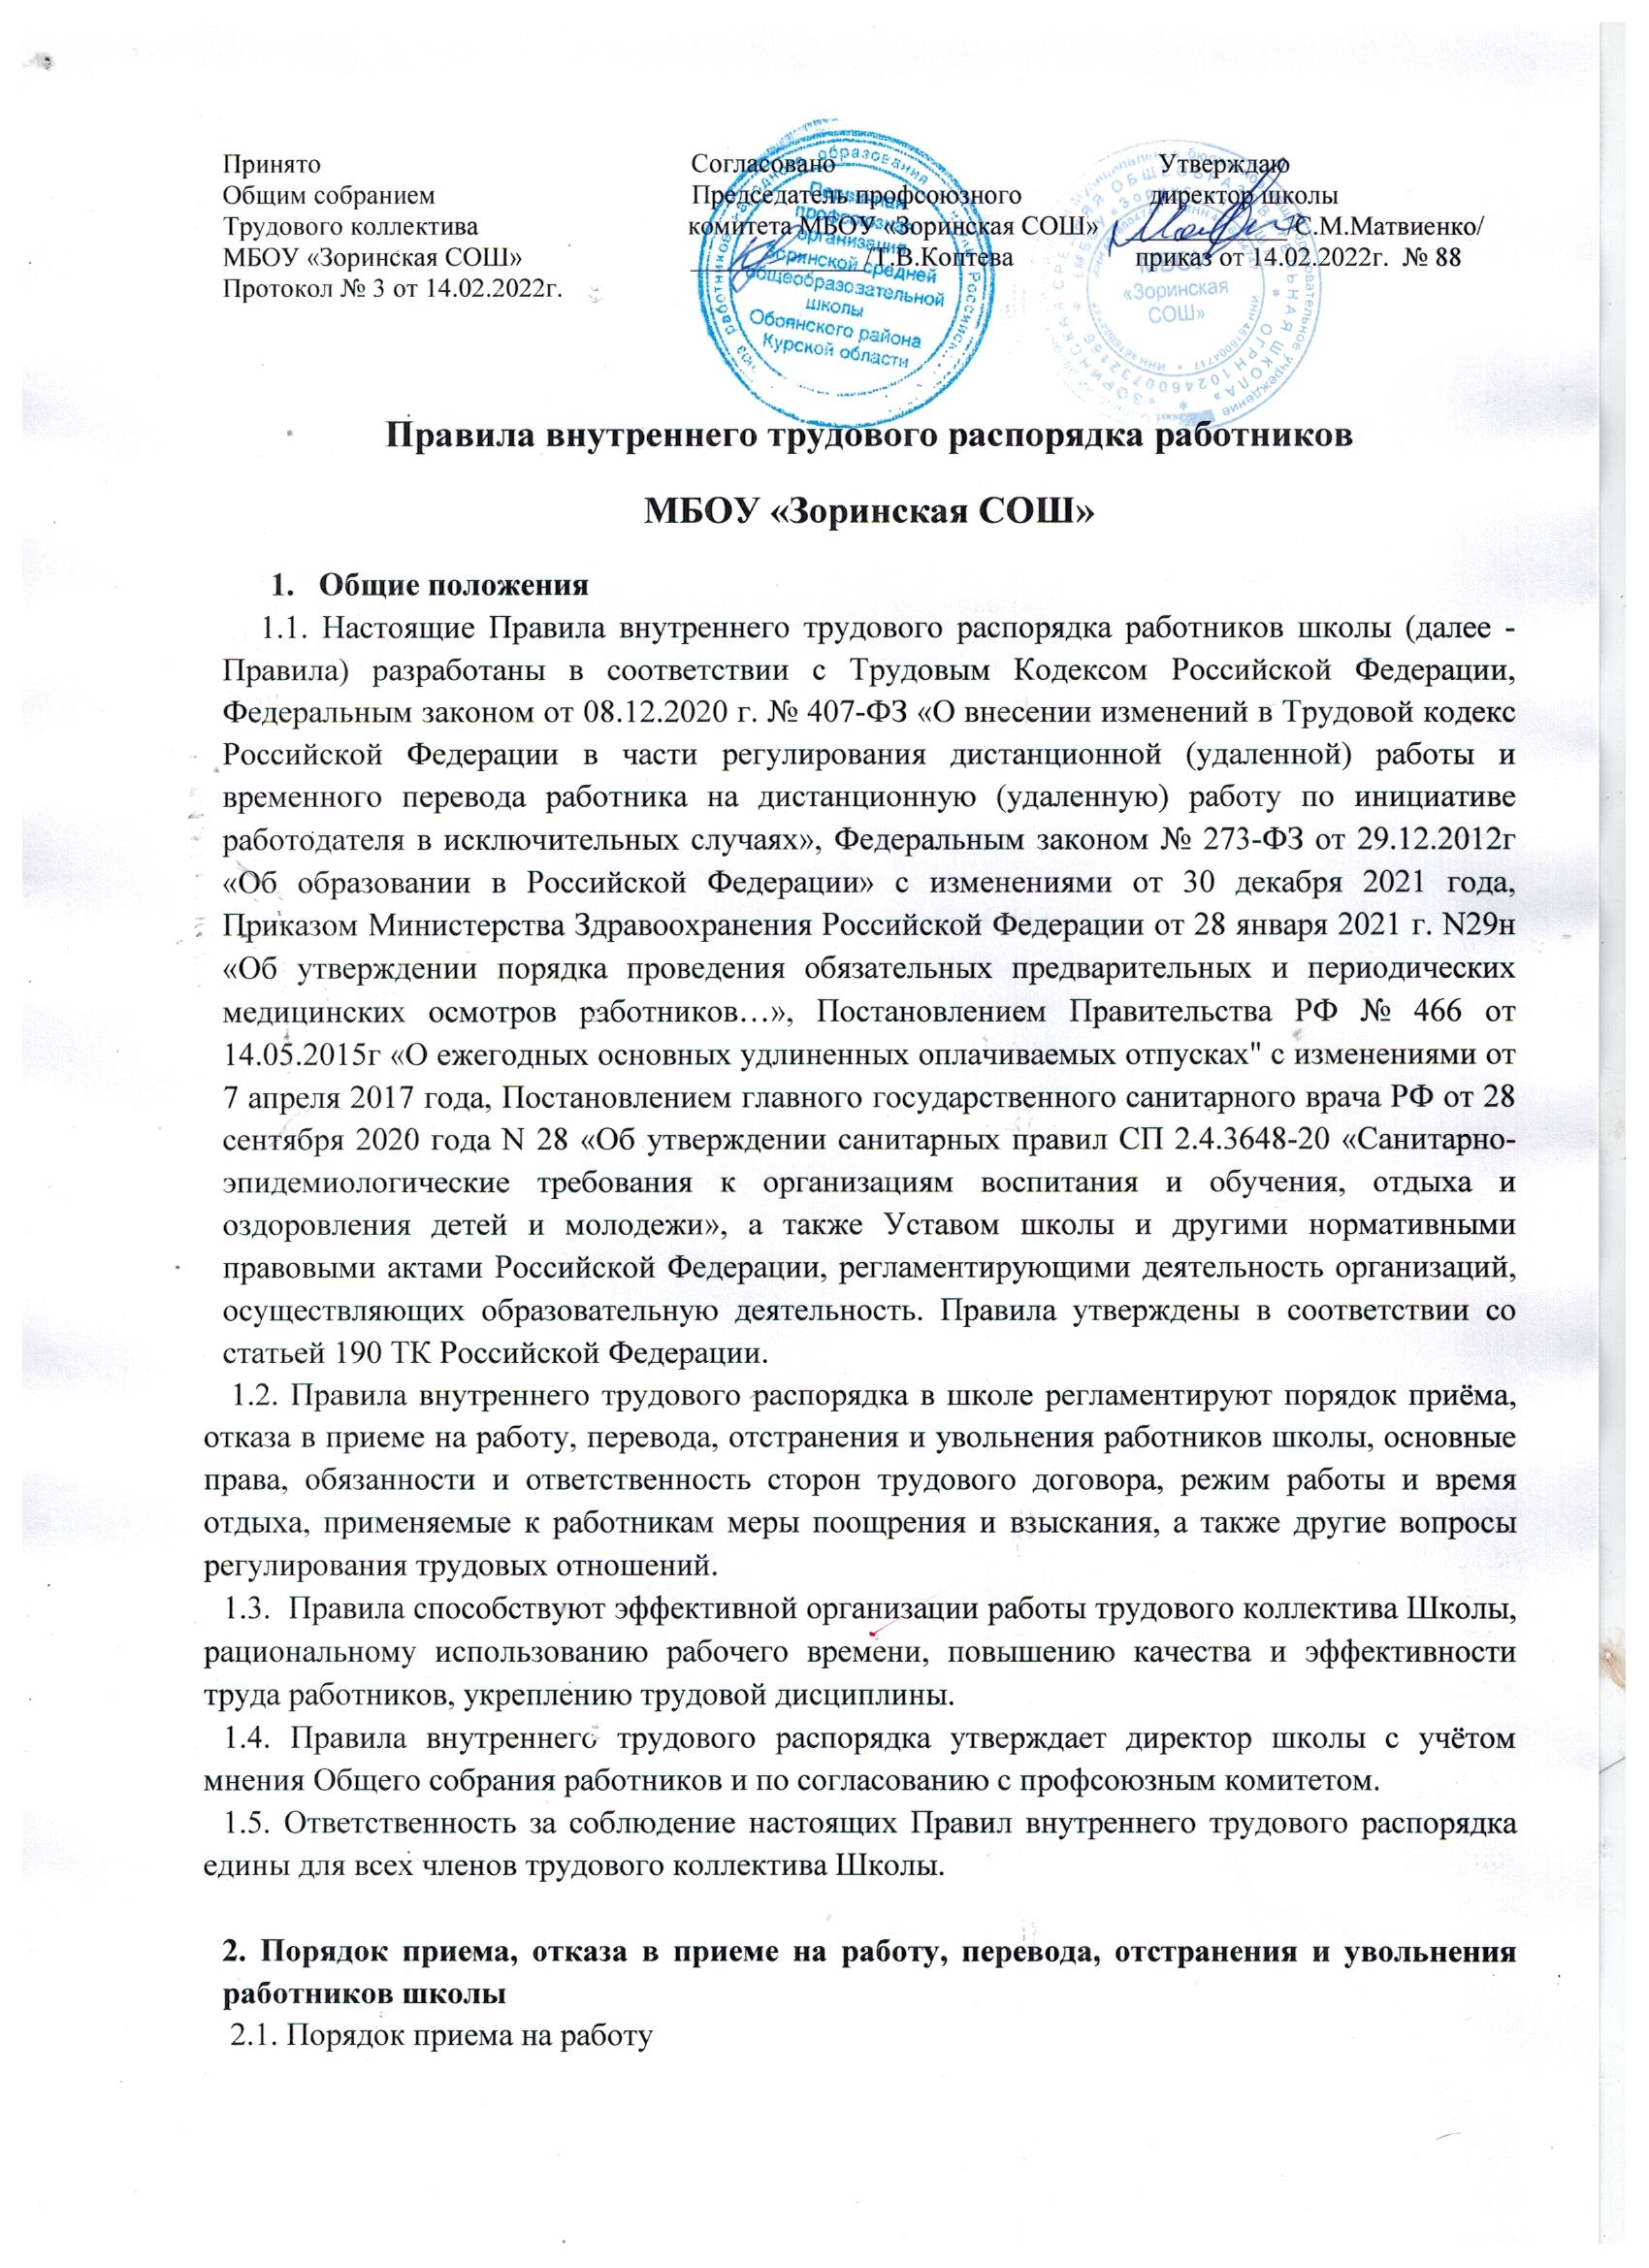 Принято
Общим собранием
Трудового коллектива
МБОУ «Зоринская СОШ»
Протокол № 3 от 14.02.2022г.
Согласовано
Председатель профсоюзного
комитета МБОУ «Зоринская СОШ»
/Т.В.Коптева
Утверждаю
директор школы
/С.М.Матвиенко/
приказ от 14.02.2022г. № 88
Первичная
профсоюзная
организация
Зоринской средней
общеобразовательной
школы
Обоянского района
Курской области
МБОУ
«Зоринская
СОШ»
Правила внутреннего трудового распорядка работников
МБОУ «Зоринская СОШ»
1. Общие положения
1.1. Настоящие Правила внутреннего трудового распорядка работников школы (далее -
Правила) разработаны в соответствии с Трудовым Кодексом Российской Федерации,
Федеральным законом от 08.12.2020 г. № 407-ФЗ «О внесении изменений в Трудовой кодекс
Российской Федерации в части регулирования дистанционной (удаленной) работы и
временного перевода работника на дистанционную (удаленную) работу по инициативе
работодателя в исключительных случаях», Федеральным законом № 273-ФЗ от 29.12.2012г
«Об образовании в Российской Федерации» с изменениями от 30 декабря 2021 года,
Приказом Министерства Здравоохранения Российской Федерации от 28 января 2021 г. N29н
«Об утверждении порядка проведения обязательных предварительных и периодических
медицинских осмотров работников…», Постановлением Правительства РФ № 466 от
14.05.2015г «О ежегодных основных удлиненных оплачиваемых отпусках" с изменениями от
7 апреля 2017 года, Постановлением главного государственного санитарного врача РФ от 28
сентября 2020 года N 28 «Об утверждении санитарных правил СП 2.4.3648-20 «Санитарно-
эпидемиологические требования к организациям воспитания и обучения, отдыха и
оздоровления детей и молодежи», а также Уставом школы и другими нормативными
правовыми актами Российской Федерации, регламентирующими деятельность организаций,
осуществляющих образовательную деятельность. Правила утверждены в соответствии со
статьей 190 ТК Российской Федерации.
1.2. Правила внутреннего трудового распорядка в школе регламентируют порядок приёма,
отказа в приеме на работу, перевода, отстранения и увольнения работников школы, основные
права, обязанности и ответственность сторон трудового договора, режим работы и время
отдыха, применяемые к работникам меры поощрения и взыскания, а также другие вопросы
регулирования трудовых отношений.
1.3. Правила способствуют эффективной организации работы трудового коллектива Школы,
рациональному использованию рабочего времени, повышению качества и эффективности
труда работников, укреплению трудовой дисциплины.
1.4. Правила внутреннего трудового распорядка утверждает директор школы с учётом
мнения Общего собрания работников и по согласованию с профсоюзным комитетом.
1.5. Ответственность за соблюдение настоящих Правил внутреннего трудового распорядка
едины для всех членов трудового коллектива Школы.
2. Порядок приема, отказа в приеме на работу, перевода, отстранения и увольнения
работников школы
2.1. Порядок приема на работу